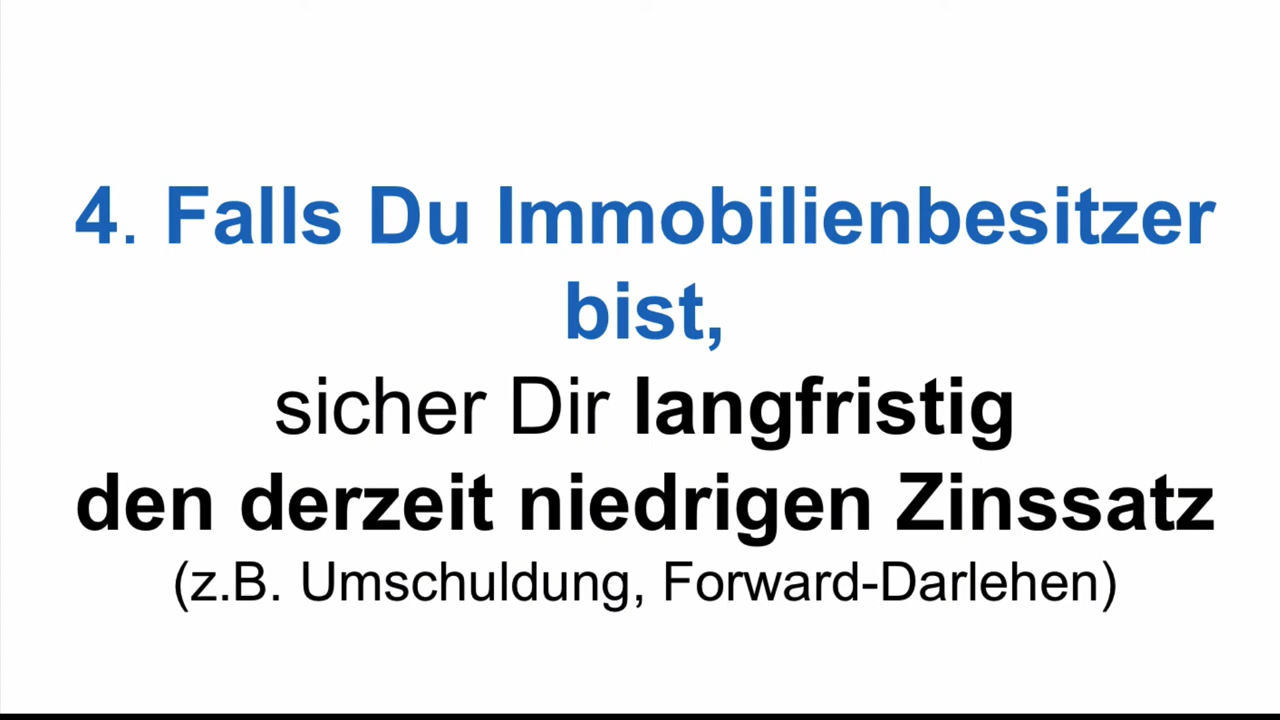 4. Falls Du Immobilienbesitzer
bist,
sicher Dir langfristig
den derzeit niedrigen Zinssatz
(z.B. Umschuldung, Forward-Darlehen)